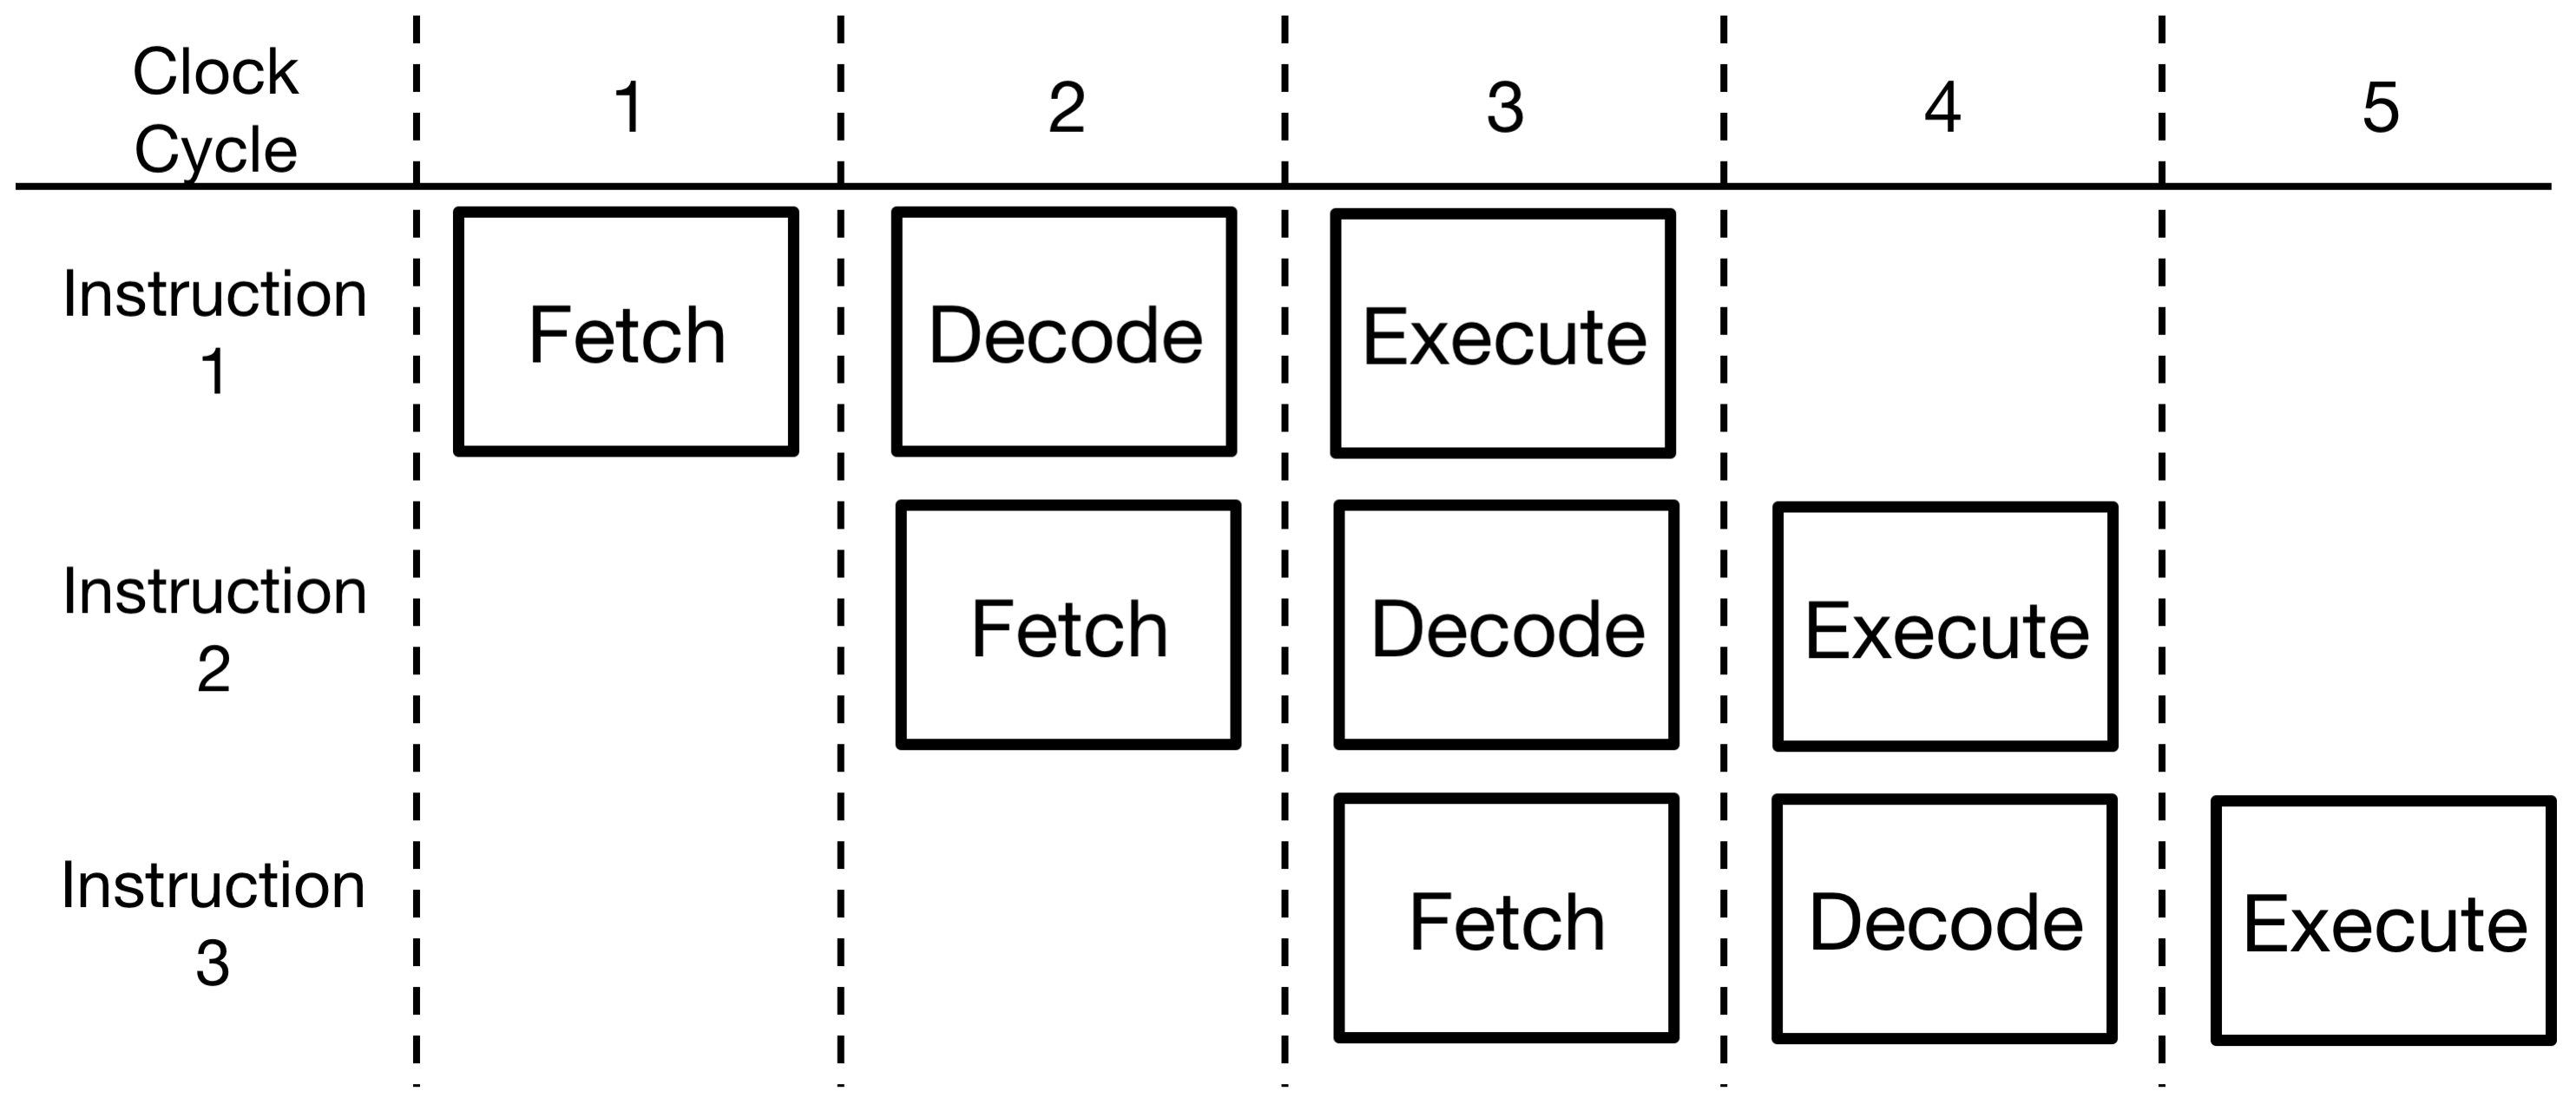 Clock
Cycle
1
2
3
4
5
Instruction
1
Fetch
Decode
Execute
Instruction
2
Fetch
Decode
Execute
Instruction
3
Fetch
Decode
Execute